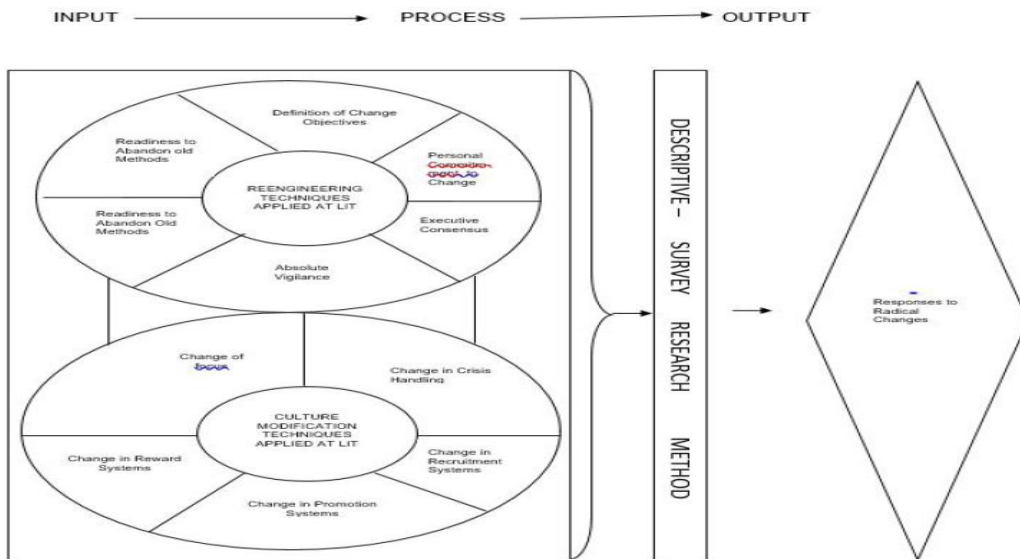 INPUT PROCESS OUTPUT
Definition of Change
Objectives
Readiness to
Abandon old
Methods
Personal
Change
REENGINEERING
TECHNIQUES
APPLIED AT LIT
Readiness to
Abandon Old
Methods
Executive
Consensus
Absolute
Vigilance
Change of
focus
Change in Crisis
Handling
CULTURE
MODIFICATION
TECHNIQUES
APPLIED AT LIT
Change in Reward
Systems
Change in
Recruitment
Systems
Change in Promotion
Systems
DESCRIPTIVE – SURVEY RESEARCH METHOD
Responses to
Radical
Changes